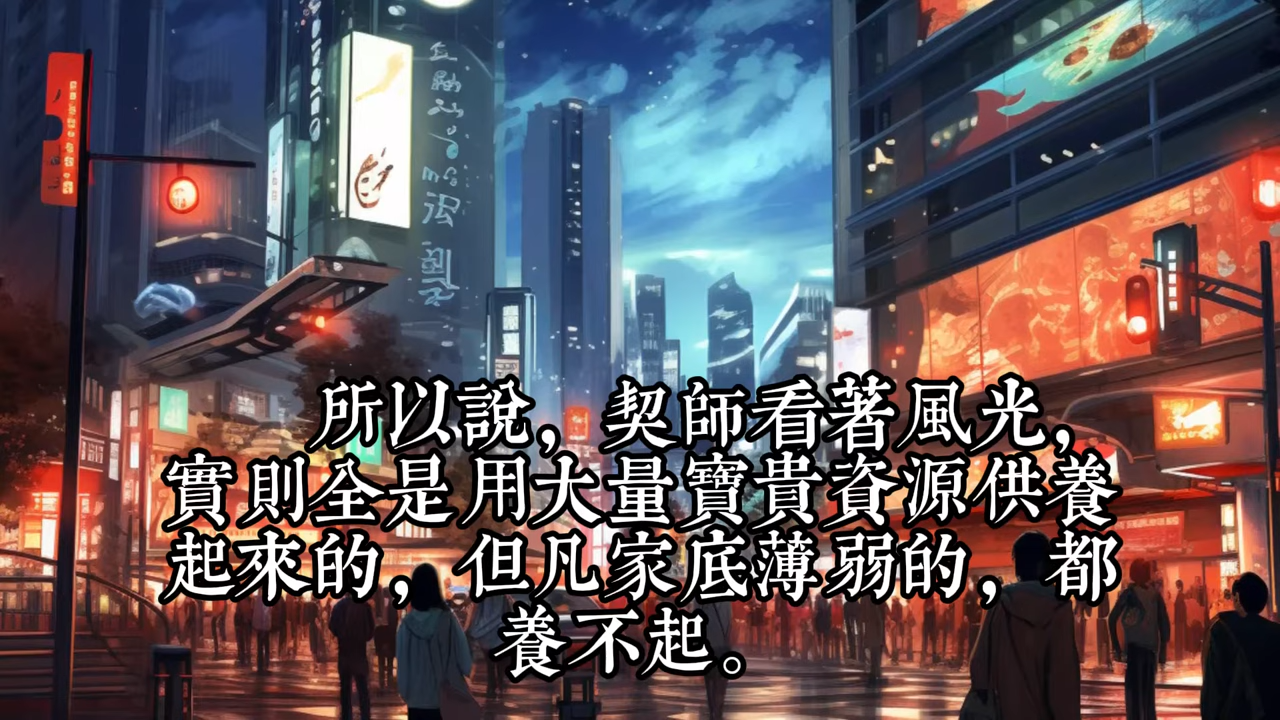 所以說，契師看著風光，
實則全是用大量寶貴資源供養
起來的，但凡家底薄弱的，都
養不起。